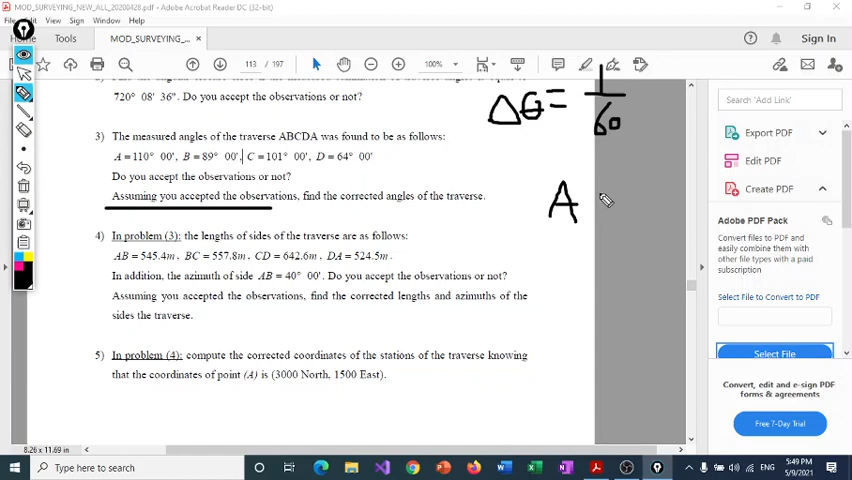 MOD_SURVEYING_NEW_ALL_20200428.pdf - Adobe Acrobat Reader DC (32-bit)
File Edit View Sign Window Help
Tools
MOD_SURVEYING_...
Sign In
113 / 197
100%
720° 08' 36". Do you accept the observations or not?
3) The measured angles of the traverse ABCDA was found to be as follows:
A = 110° 00', B = 89° 00', C = 101° 00', D = 64° 00'
Do you accept the observations or not?
Assuming you accepted the observations, find the corrected angles of the traverse.
4) In problem (3): the lengths of sides of the traverse are as follows:
AB = 545.4m, BC = 557.8m, CD = 642.6m, DA = 524.5m.
In addition, the azimuth of side AB = 40° 00'. Do you accept the observations or not?
Assuming you accepted the observations, find the corrected lengths and azimuths of the
sides the traverse.
5) In problem (4): compute the corrected coordinates of the stations of the traverse knowing
that the coordinates of point (A) is (3000 North, 1500 East).
1
60
A
8.26 x 11.69 in
Search 'Add Link'
Export PDF
Edit PDF
Create PDF
Adobe PDF Pack
Convert files to PDF and
easily combine them with
other file types with a paid
subscription
Select File to Convert to PDF
Select File
Convert, edit and e-sign PDF
forms & agreements
Free 7-Day Trial
Type here to search
ENG
5:49 PM
5/9/2021